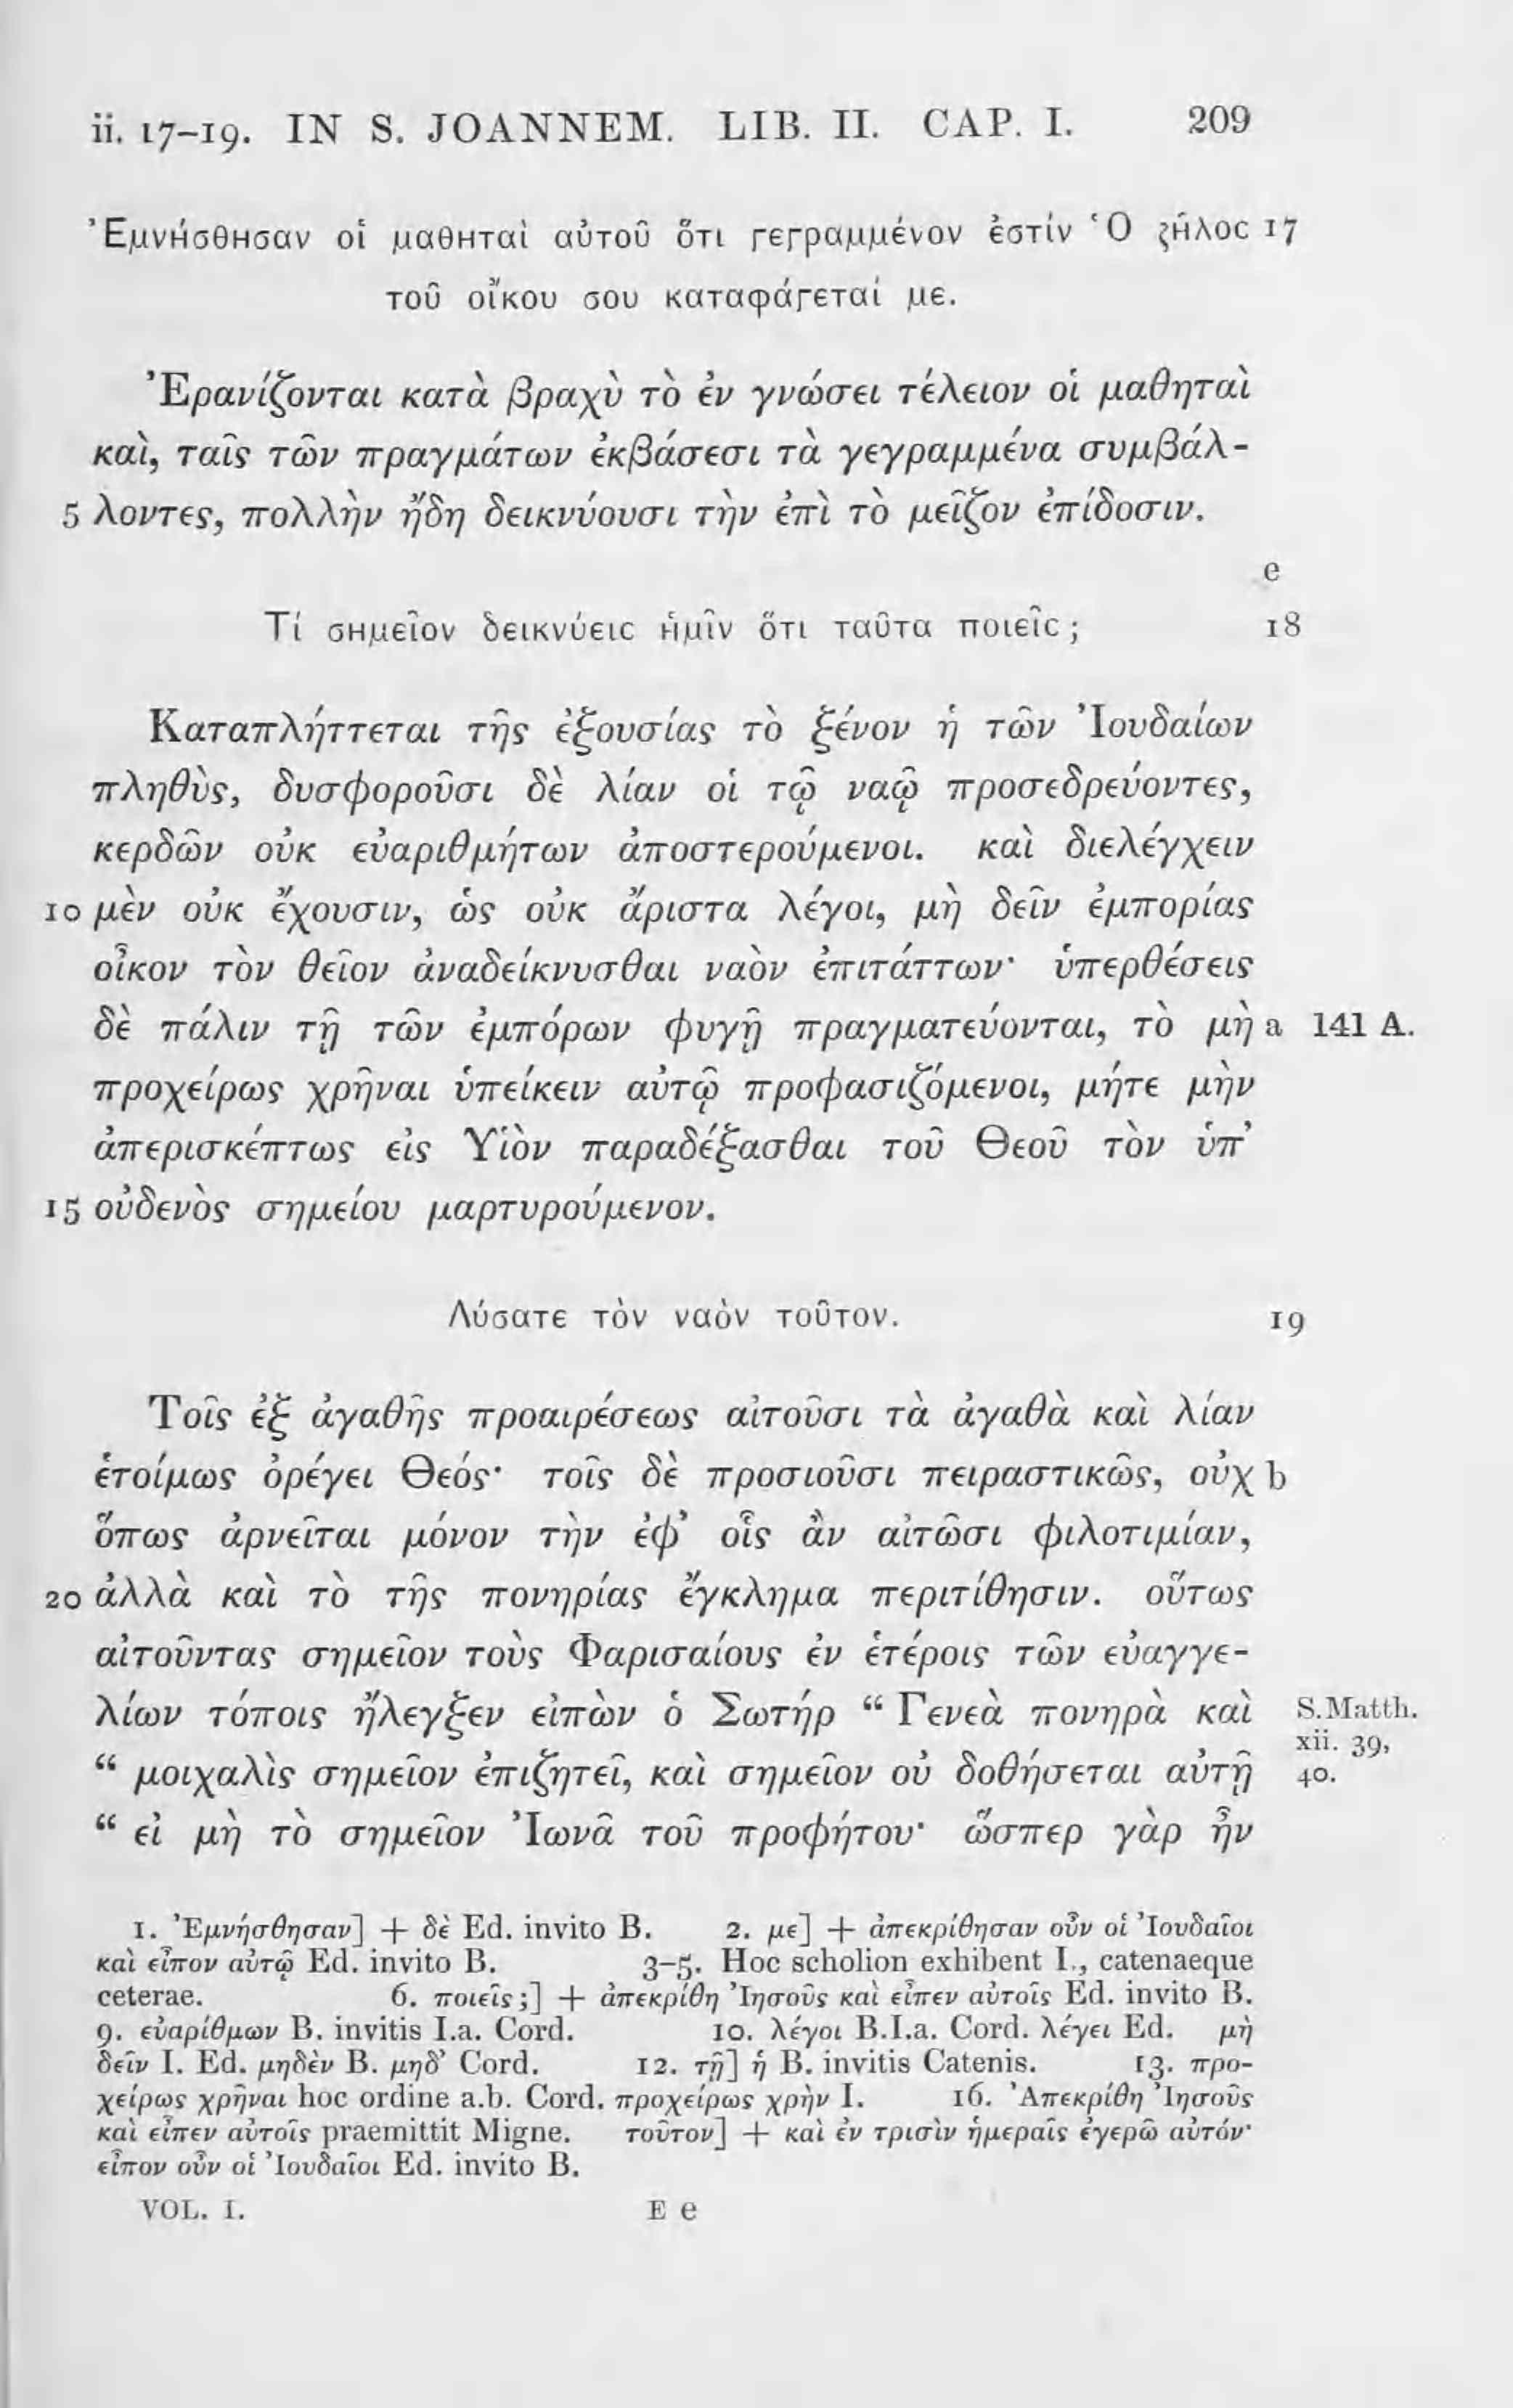 ii. 17-19. IN S. JOANNEM. LIB. II. CAP. I. 209
Ἐμνήσθησαν οἱ μαθηταὶ αὐτοῦ ὅτι γεγραμμένον ἐστίν Ὁ ζῆλος 17
τοῦ οἴκου σου καταφάγεταί με.
Ἐρανίζονται κατὰ βραχὺ τὸ ἐν γνώσει τέλειον οἱ μαθηταὶ
καὶ, ταῖς τῶν πραγμάτων ἐκβάσεσι τὰ γεγραμμένα συμβάλ-
5 λοντες, πολλὴν ἤδη δεικνύουσι τὴν ἐπὶ τὸ μεῖζον ἐπίδοσιν.
e
Τί σημεῖον δεικνύεις ἡμῖν ὅτι ταῦτα ποιεῖς; 18
Καταπλήττεται τῆς ἐξουσίας τὸ ξένον ἡ τῶν Ἰουδαίων
πληθὺς, δυσφοροῦσι δὲ λίαν οἱ τῷ ναῷ προσεδρεύοντες,
κερδῶν οὐκ εὐαριθμήτων ἀποστερούμενοι. καὶ διελέγχειν
10 μὲν οὐκ ἔχουσιν, ὡς οὐκ ἄριστα λέγοι, μὴ δεῖν ἐμπορίας
οἶκον τὸν θεῖον ἀναδείκνυσθαι ναὸν ἐπιτάττων· ὑπερθέσεις
δὲ πάλιν τῇ τῶν ἐμπόρων φυγῇ πραγματεύονται, τὸ μὴ a 141 A.
προχείρως χρῆναι ὑπείκειν αὐτῷ προφασιζόμενοι, μήτε μὴν
ἀπερισκέπτως εἰς Υἱὸν παραδέξασθαι τοῦ Θεοῦ τὸν ὑπ’
15 οὐδενὸς σημείου μαρτυρούμενον.
Λύσατε τὸν ναὸν τοῦτον. 19
Τοῖς ἐξ ἀγαθῆς προαιρέσεως αἰτοῦσι τὰ ἀγαθὰ καὶ λίαν
ἑτοίμως ὀρέγει Θεός· τοῖς δὲ προσιοῦσι πειραστικῶς, οὐχ b
ὅπως ἀρνεῖται μόνον τὴν ἐφ’ οἷς ἂν αἰτῶσι φιλοτιμίαν,
20 ἀλλὰ καὶ τὸ τῆς πονηρίας ἔγκλημα περιτίθησιν. οὕτως
αἰτοῦντας σημεῖον τοὺς Φαρισαίους ἐν ἑτέροις τῶν εὐαγγε-
λίων τόποις ἤλεγξεν εἰπὼν ὁ Σωτήρ “ Γενεὰ πονηρὰ καὶ S. Matth.
xii. 39,
“ μοιχαλὶς σημεῖον ἐπιζητεῖ, καὶ σημεῖον οὐ δοθήσεται αὐτῇ 40.
“ εἰ μὴ τὸ σημεῖον Ἰωνᾶ τοῦ προφήτου· ὥσπερ γὰρ ἦν
1. Ἐμνήσθησαν] + δὲ Ed. invito B. 2. με] + ἀπεκρίθησαν οὖν οἱ Ἰουδαῖοι
καὶ εἶπον αὐτῷ Ed. invito B. 3-5. Hoc scholion exhibent I., catenaeque
ceterae. 6. ποιεῖς;] + ἀπεκρίθη Ἰησοῦς καὶ εἶπεν αὐτοῖς Ed. invito B.
9. εὐαρίθμων B. invitis I.a. Cord. 10. λέγοι B.I.a. Cord. λέγει Ed. μὴ
δεῖν I. Ed. μηδὲν B. μηδ’ Cord. 12. τῇ] ἡ B. invitis Catenis. 13. προ-
χείρως χρῆναι hoc ordine a.b. Cord. προχείρως χρὴν I. 16. Ἀπεκρίθη Ἰησοῦς
καὶ εἶπεν αὐτοῖς praemittit Migne. τοῦτον] + καὶ ἐν τρισὶν ἡμεραῖς ἐγερῶ αὐτόν·
εἶπον οὖν οἱ Ἰουδαῖοι Ed. invito B.
VOL. I. E e